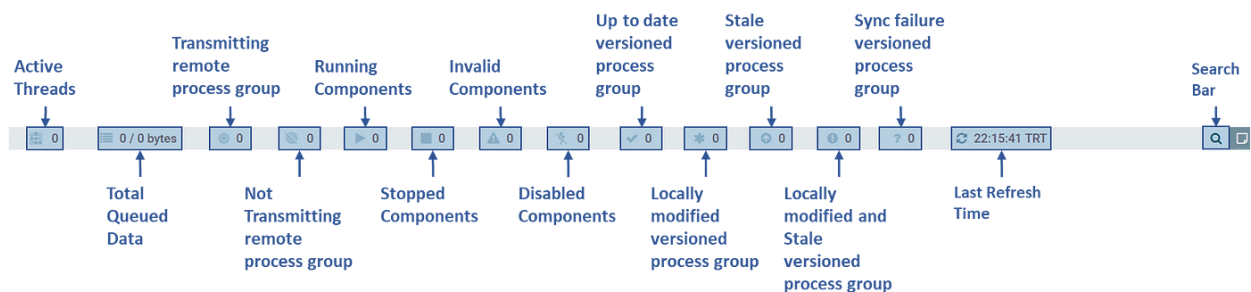 Active
Threads
Transmitting
remote
process group
Running
Components
Invalid
Components
Up to date
versioned
process
group
Stale
versioned
process
group
Sync failure
versioned
process
group
Search
Bar
0
0 / 0 bytes
0
0
0
0
0
0
0
0
0
0
? 0
22:15:41 TRT
Total
Queued
Data
Not
Transmitting
remote
process group
Stopped
Components
Disabled
Components
Locally
modified
versioned
process group
Locally
modified and
Stale
versioned
process group
Last Refresh
Time